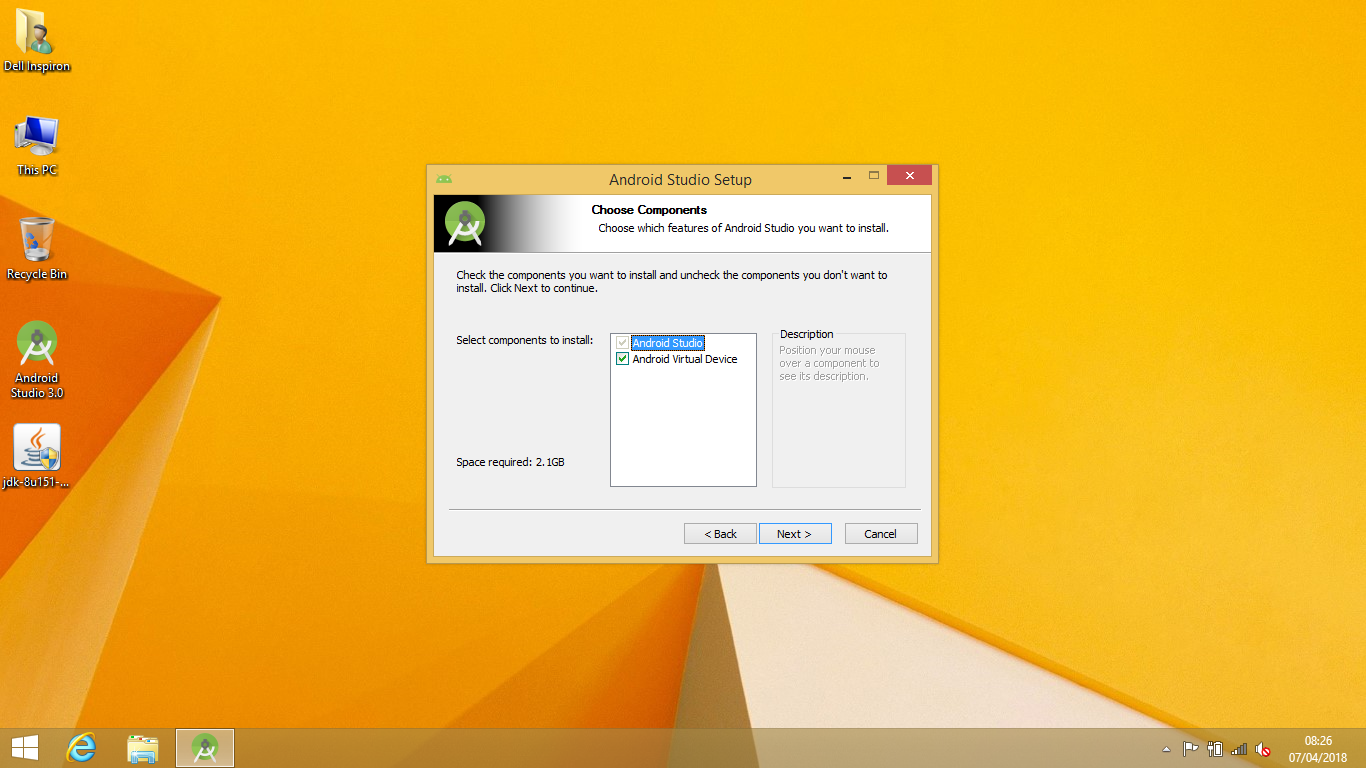 Dell Inspiron
This PC
Recycle Bin
Android
Studio 3.0
jdk-8u151-...
Android Studio Setup
Choose Components
Choose which features of Android Studio you want to install.
Check the components you want to install and uncheck the components you don't want to
install. Click Next to continue.
Select components to install:
Android Studio
Android Virtual Device
Description
Position your mouse
over a component to
see its description.
Space required: 2.1GB
< Back
Next >
Cancel
08:26
07/04/2018